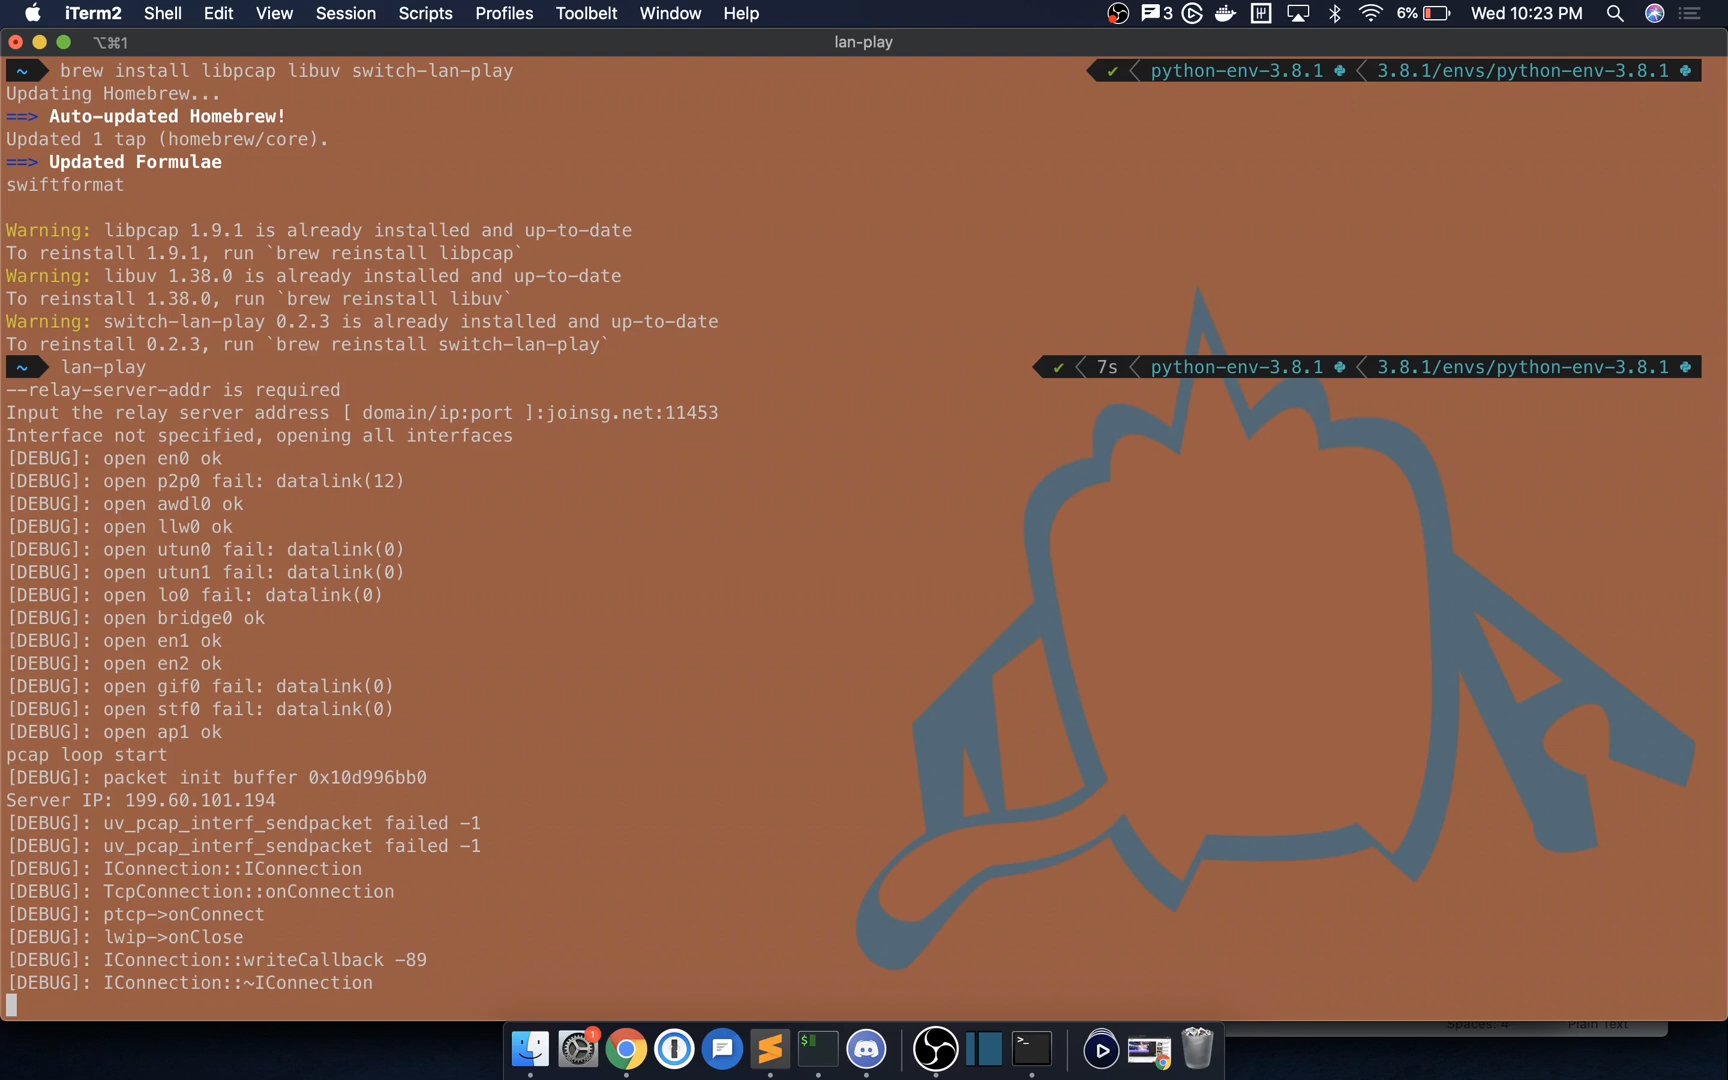 iTerm2 Shell Edit View Session Scripts Profiles Toolbelt Window Help 3 6% Wed 10:23 PM
⌥⌘1 lan-play
~ brew install libpcap libuv switch-lan-play ✔ python-env-3.8.1 3.8.1/envs/python-env-3.8.1
Updating Homebrew...
==> Auto-updated Homebrew!
Updated 1 tap (homebrew/core).
==> Updated Formulae
swiftformat
Warning: libpcap 1.9.1 is already installed and up-to-date
To reinstall 1.9.1, run `brew reinstall libpcap`
Warning: libuv 1.38.0 is already installed and up-to-date
To reinstall 1.38.0, run `brew reinstall libuv`
Warning: switch-lan-play 0.2.3 is already installed and up-to-date
To reinstall 0.2.3, run `brew reinstall switch-lan-play`
~ lan-play ✔ 7s python-env-3.8.1 3.8.1/envs/python-env-3.8.1
--relay-server-addr is required
Input the relay server address [ domain/ip:port ]:joinsg.net:11453
Interface not specified, opening all interfaces
[DEBUG]: open en0 ok
[DEBUG]: open p2p0 fail: datalink(12)
[DEBUG]: open awdl0 ok
[DEBUG]: open llw0 ok
[DEBUG]: open utun0 fail: datalink(0)
[DEBUG]: open utun1 fail: datalink(0)
[DEBUG]: open lo0 fail: datalink(0)
[DEBUG]: open bridge0 ok
[DEBUG]: open en1 ok
[DEBUG]: open en2 ok
[DEBUG]: open gif0 fail: datalink(0)
[DEBUG]: open stf0 fail: datalink(0)
[DEBUG]: open ap1 ok
pcap loop start
[DEBUG]: packet init buffer 0x10d996bb0
Server IP: 199.60.101.194
[DEBUG]: uv_pcap_interf_sendpacket failed -1
[DEBUG]: uv_pcap_interf_sendpacket failed -1
[DEBUG]: IConnection::IConnection
[DEBUG]: TcpConnection::onConnection
[DEBUG]: ptcp->onConnect
[DEBUG]: lwip->onClose
[DEBUG]: IConnection::writeCallback -89
[DEBUG]: IConnection::~IConnection
Spaces: 4 Plain Text
1
$
>_